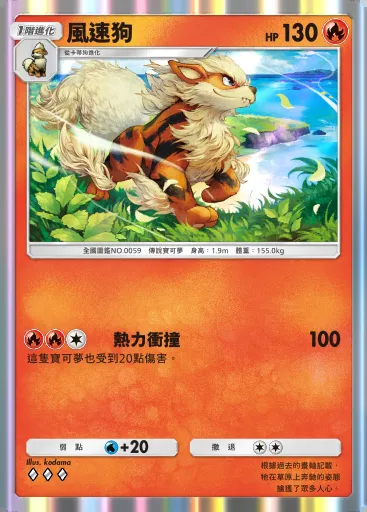 1階進化
風速狗
HP 130
從卡蒂狗進化
全國圖鑑NO.0059 傳說寶可夢 身高:1.9m 體重:155.0kg
熱力衝撞 100
這隻寶可夢也受到20點傷害。
弱點 +20 撤退
Illus. kodama
根據過去的畫軸記載,
牠在草原上奔馳的姿態
擄獲了眾多人心。